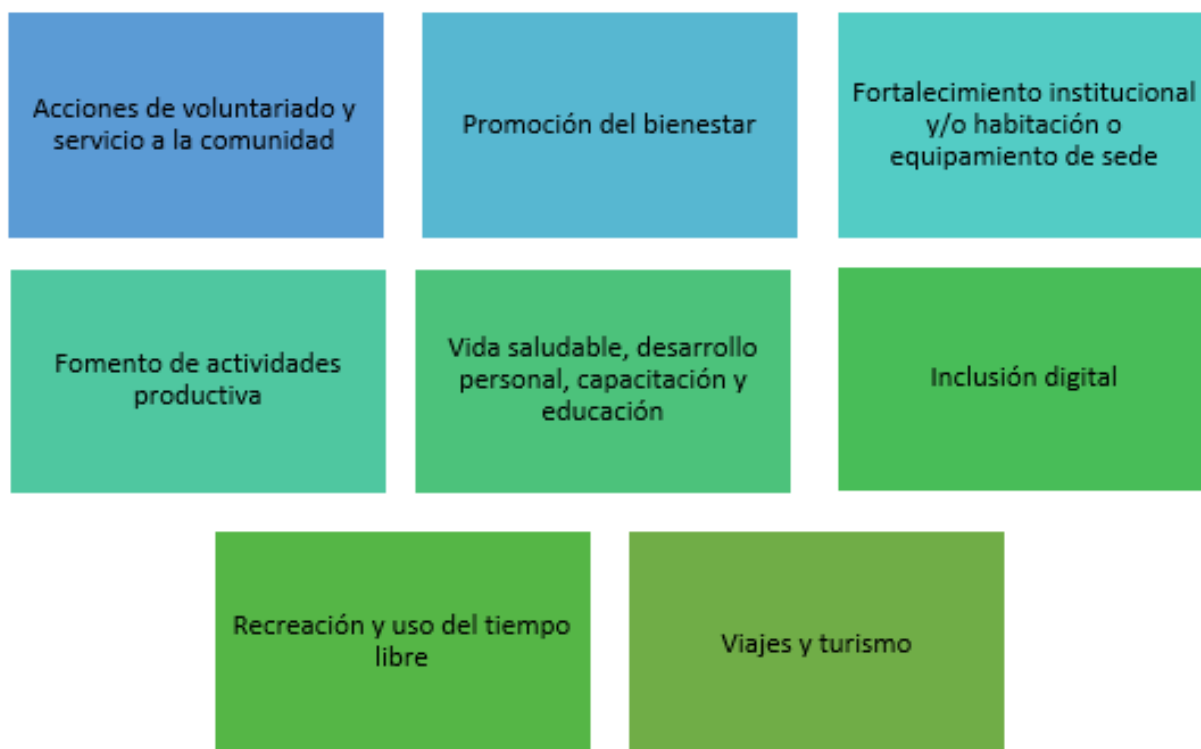 Acciones de voluntariado y
servicio a la comunidad
Promoción del bienestar
Fortalecimiento institucional
y/o habitación o
equipamiento de sede
Fomento de actividades
productiva
Vida saludable, desarrollo
personal, capacitación y
educación
Inclusión digital
Recreación y uso del tiempo
libre
Viajes y turismo